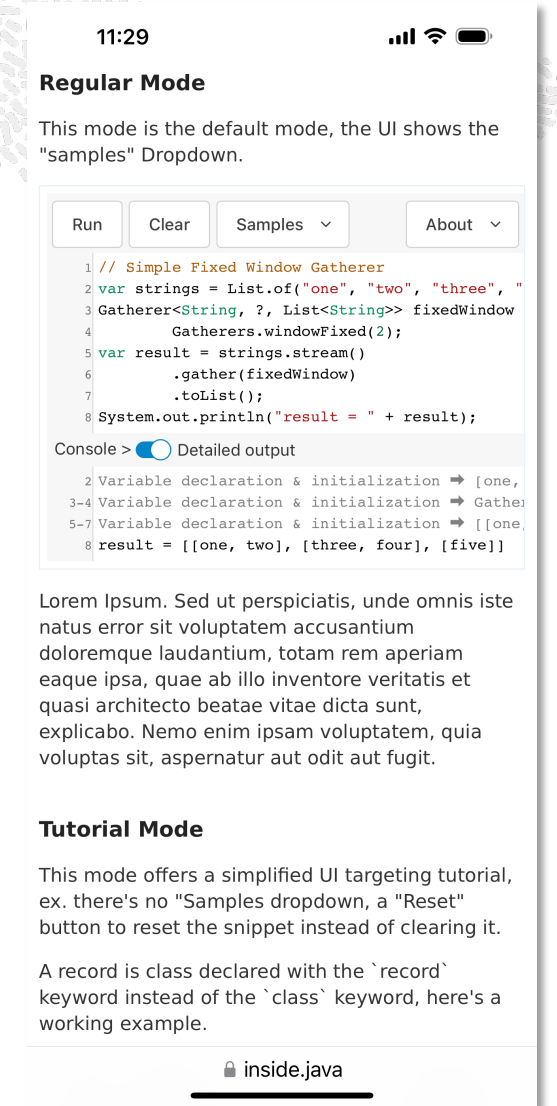 11:29
Regular Mode
This mode is the default mode, the UI shows the
"samples" Dropdown.
Run Clear Samples About
1 // Simple Fixed Window Gatherer
2 var strings = List.of("one", "two", "three", "
3 Gatherer<String, ?, List<String>> fixedWindow
4 Gatherers.windowFixed(2);
5 var result = strings.stream()
6 .gather(fixedWindow)
7 .toList();
8 System.out.println("result = " + result);
Console > Detailed output
2 Variable declaration & initialization ➡ [one,
3-4 Variable declaration & initialization ➡ Gather
5-7 Variable declaration & initialization ➡ [[one,
8 result = [[one, two], [three, four], [five]]
Lorem Ipsum. Sed ut perspiciatis, unde omnis iste
natus error sit voluptatem accusantium
doloremque laudantium, totam rem aperiam
eaque ipsa, quae ab illo inventore veritatis et
quasi architecto beatae vitae dicta sunt,
explicabo. Nemo enim ipsam voluptatem, quia
voluptas sit, aspernatur aut odit aut fugit.
Tutorial Mode
This mode offers a simplified UI targeting tutorial,
ex. there's no "Samples dropdown, a "Reset"
button to reset the snippet instead of clearing it.
A record is class declared with the `record`
keyword instead of the `class` keyword, here's a
working example.
inside.java